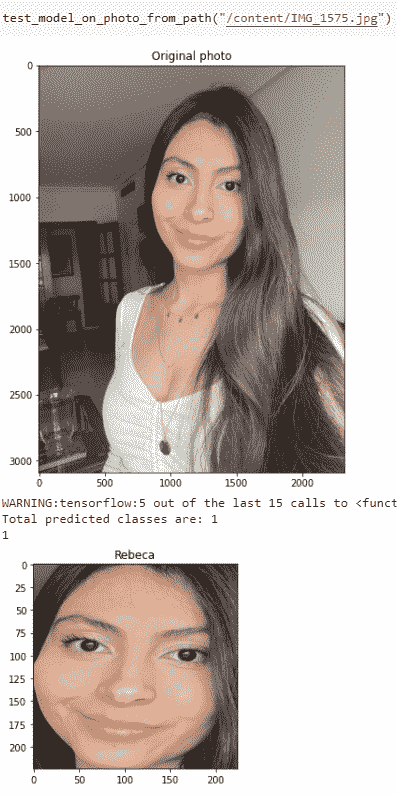 test_model_on_photo_from_path("/content/IMG_1575.jpg")
Original photo
0
500
1000
1500
2000
2500
3000
0 500 1000 1500 2000
WARNING:tensorflow:5 out of the last 15 calls to <funct
Total predicted classes are: 1
1
Rebeca
0
25
50
75
100
125
150
175
200
0 50 100 150 200